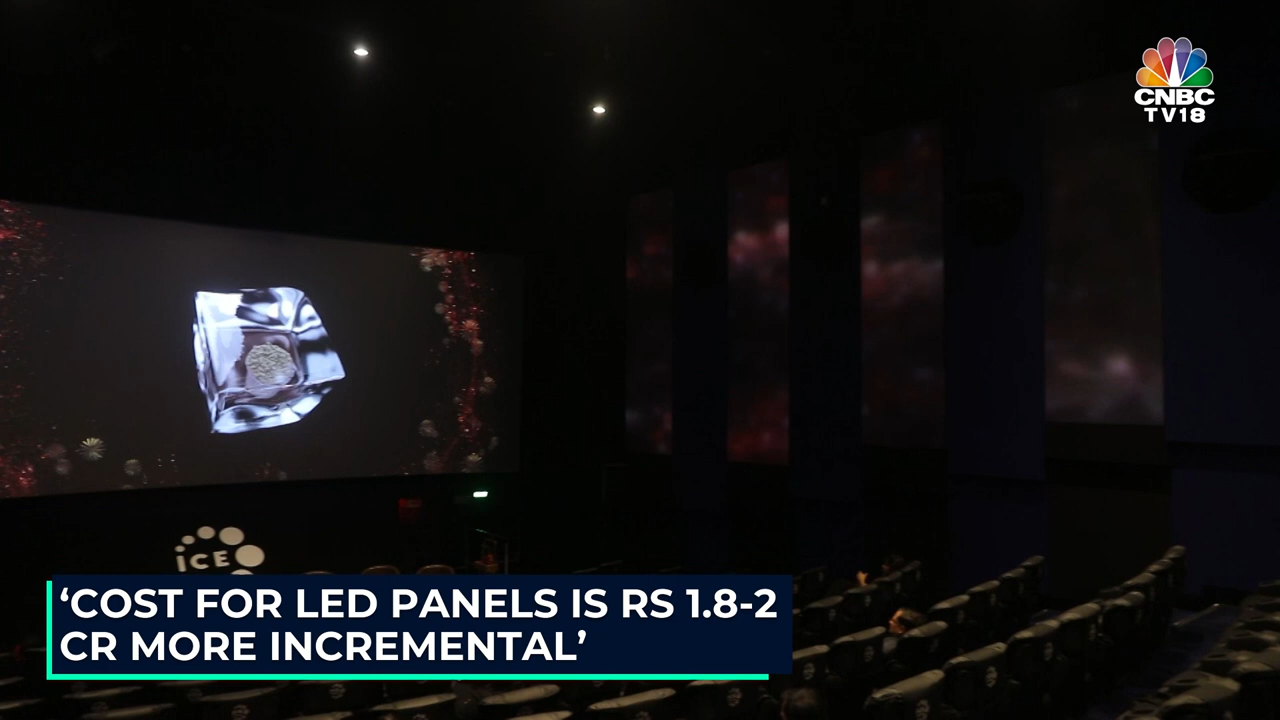 CNBC
TV18
iCE
‘COST FOR LED PANELS IS RS 1.8-2
CR MORE INCREMENTAL’